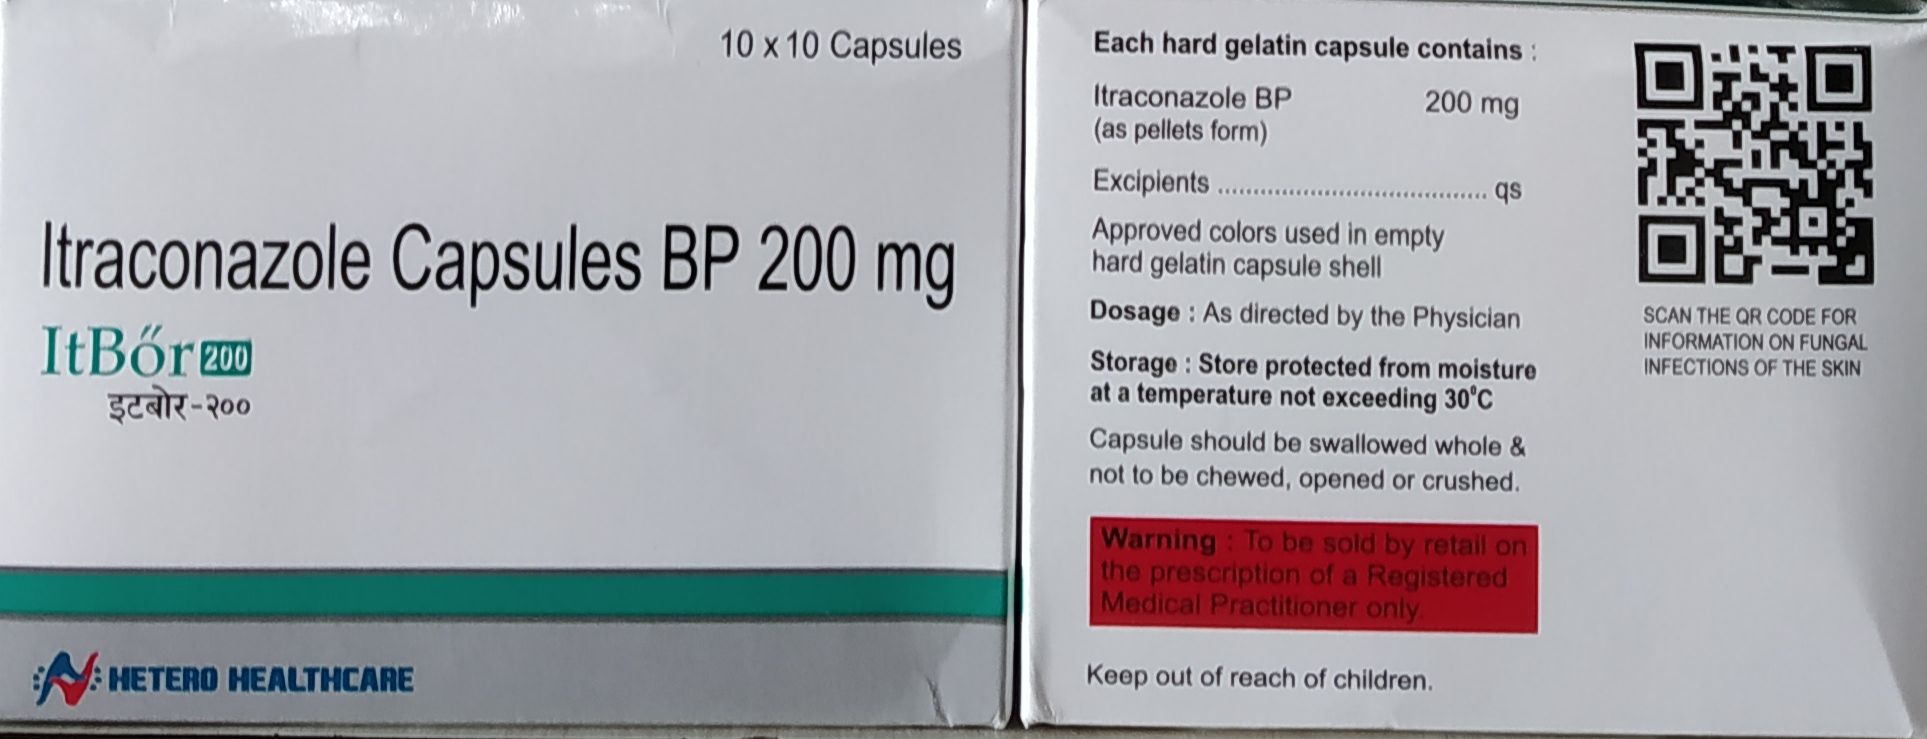 10 x 10 Capsules
Itraconazole Capsules BP 200 mg
ItBőr 200
इटबोर-२००
HETERO HEALTHCARE
Each hard gelatin capsule contains :
Itraconazole BP 200 mg
(as pellets form)
Excipients ...................................... qs
Approved colors used in empty
hard gelatin capsule shell
Dosage : As directed by the Physician
Storage : Store protected from moisture
at a temperature not exceeding 30⁰C
Capsule should be swallowed whole &
not to be chewed, opened or crushed.
Warning : To be sold by retail on
the prescription of a Registered
Medical Practitioner only.
Keep out of reach of children.
SCAN THE QR CODE FOR
INFORMATION ON FUNGAL
INFECTIONS OF THE SKIN